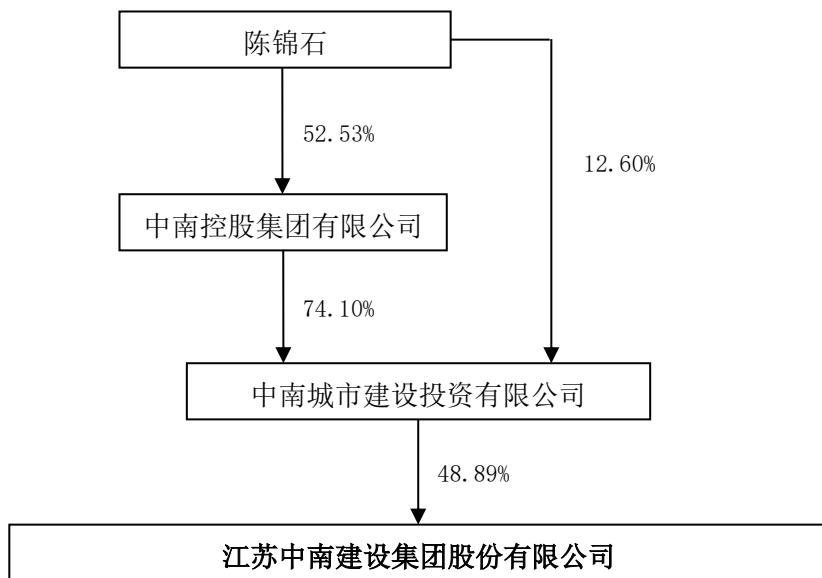 陈锦石
52.53%
12.60%
中南控股集团有限公司
74.10%
中南城市建设投资有限公司
48.89%
江苏中南建设集团股份有限公司